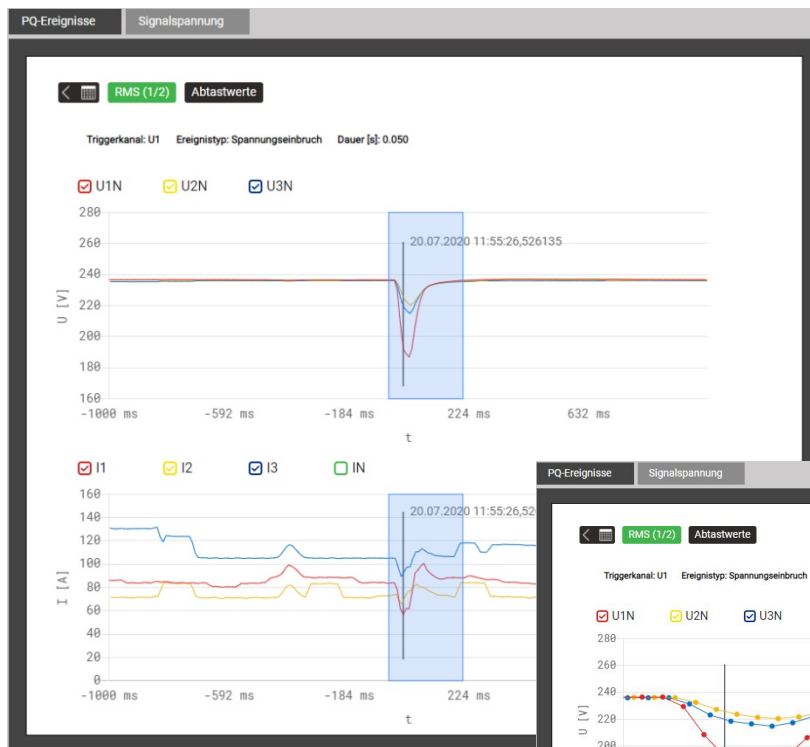 PQ-Ereignisse Signalspannung
RMS (1/2) Abtastwerte
Triggerkanal: U1 Ereignistyp: Spannungseinbruch Dauer [s]: 0.050
U1N U2N U3N
280
260
20.07.2020 11:55:26,526135
240
U [V]
220
200
180
160
-1000 ms -592 ms -184 ms 224 ms 632 ms
t
I1 I2 I3 IN
160
20.07.2020 11:55:26,52
140
120
100
I [A]
80
60
40
20
0
-1000 ms -592 ms -184 ms 224 ms
t
PQ-Ereignisse Signalspannung
RMS (1/2) Abtastwerte
Triggerkanal: U1 Ereignistyp: Spannungseinbruch
U1N U2N U3N
280
260
240
U [V]
220
200